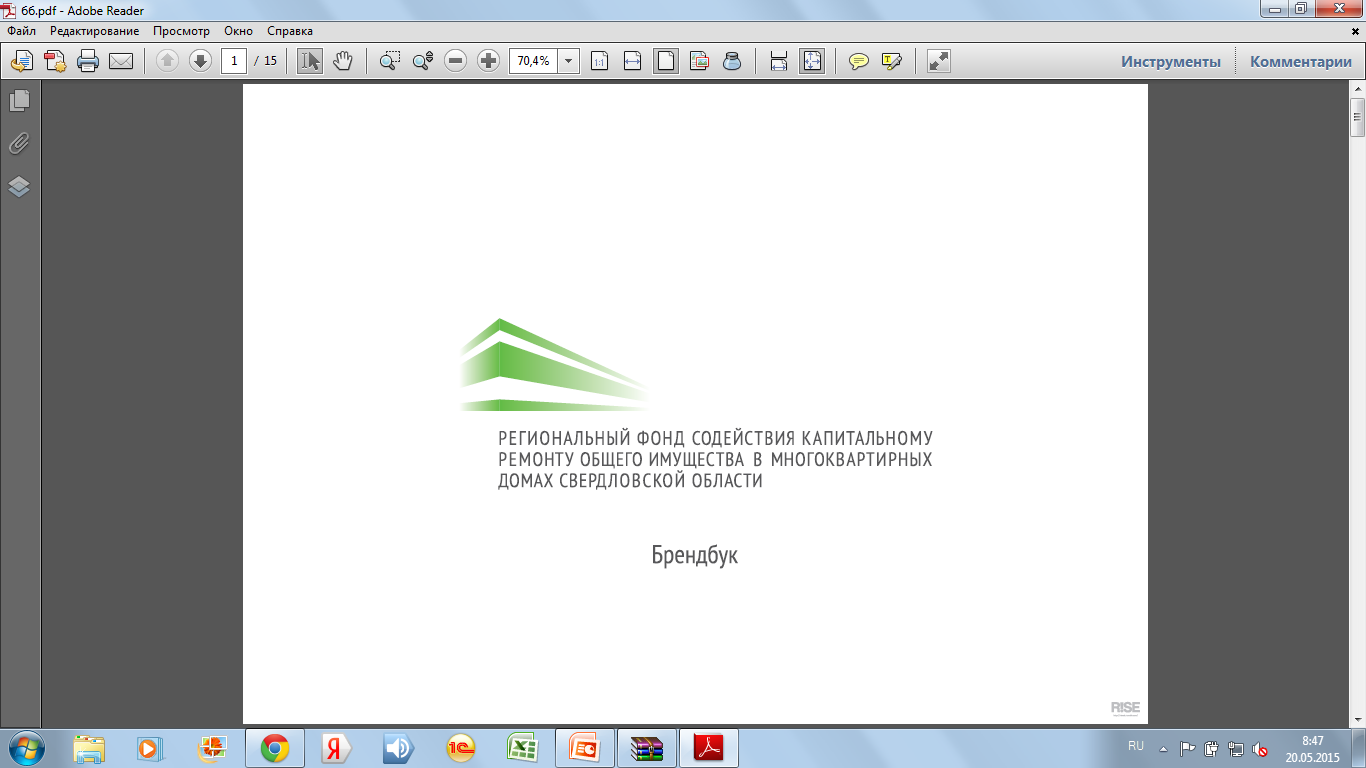 66.pdf - Adobe Reader
Файл Редактирование Просмотр Окно Справка
1 / 15 70,4% Инструменты Комментарии
РЕГИОНАЛЬНЫЙ ФОНД СОДЕЙСТВИЯ КАПИТАЛЬНОМУ
РЕМОНТУ ОБЩЕГО ИМУЩЕСТВА В МНОГОКВАРТИРНЫХ
ДОМАХ СВЕРДЛОВСКОЙ ОБЛАСТИ
Брендбук
RISE
RU 8:47
20.05.2015